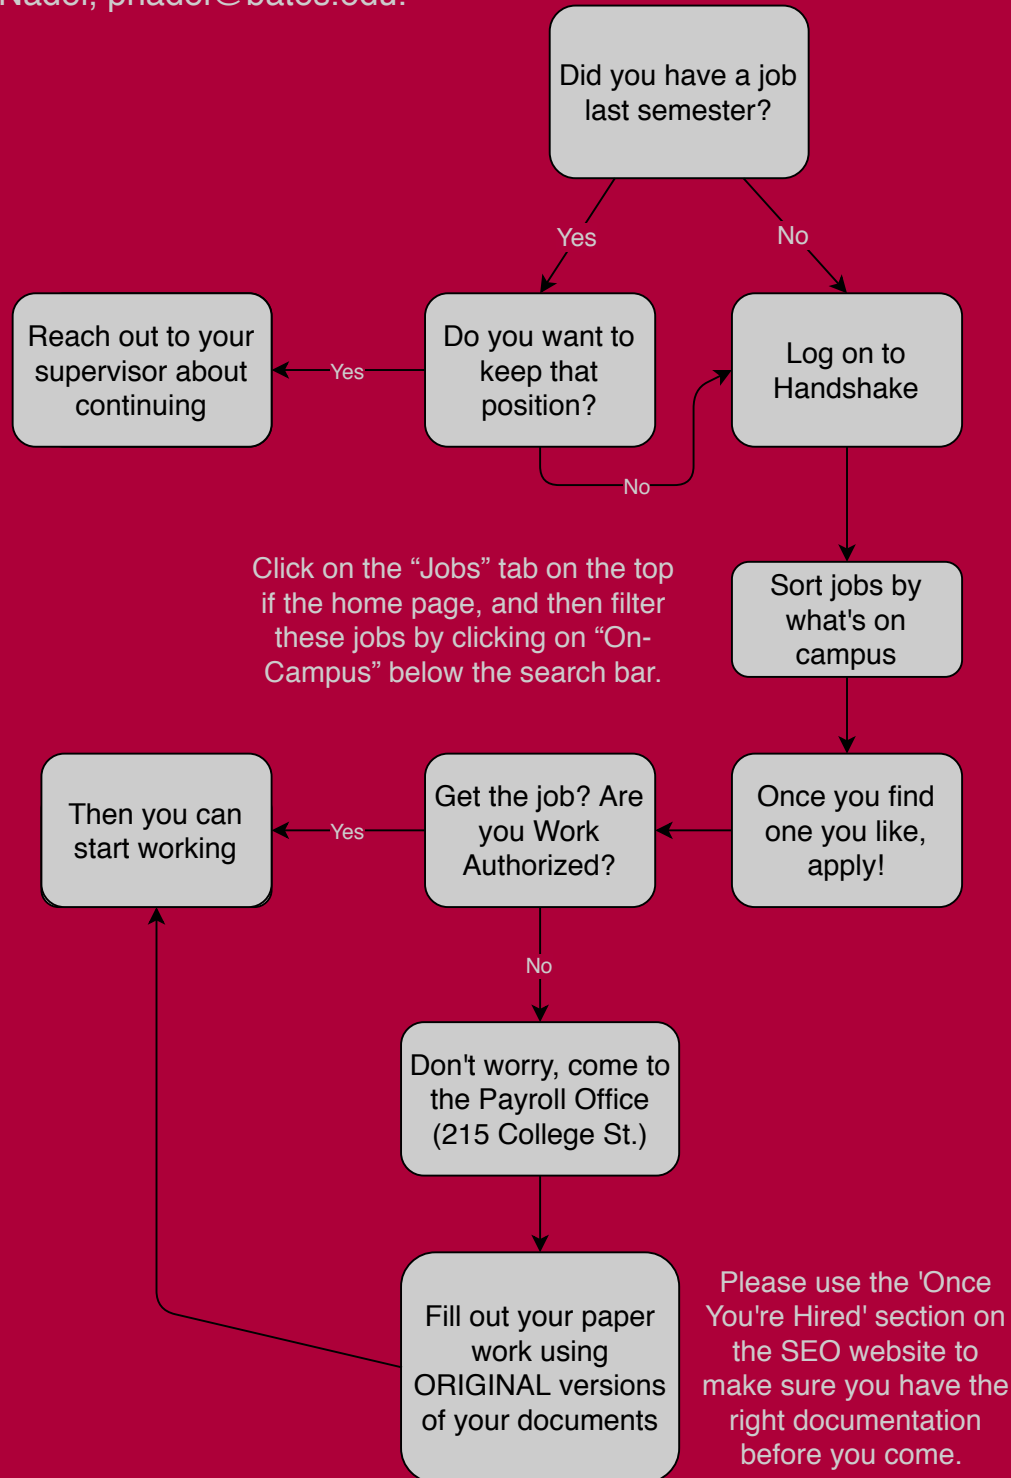 Did you have a job
last semester?
Yes
No
Reach out to your
supervisor about
continuing
Yes
Do you want to
keep that
position?
No
Log on to
Handshake
Click on the “Jobs” tab on the top
if the home page, and then filter
these jobs by clicking on “On-
Campus” below the search bar.
Sort jobs by
what's on
campus
Then you can
start working
Yes
Get the job? Are
you Work
Authorized?
Once you find
one you like,
apply!
No
Don't worry, come to
the Payroll Office
(215 College St.)
Fill out your paper
work using
ORIGINAL versions
of your documents
Please use the 'Once
You're Hired' section on
the SEO website to
make sure you have the
right documentation
before you come.